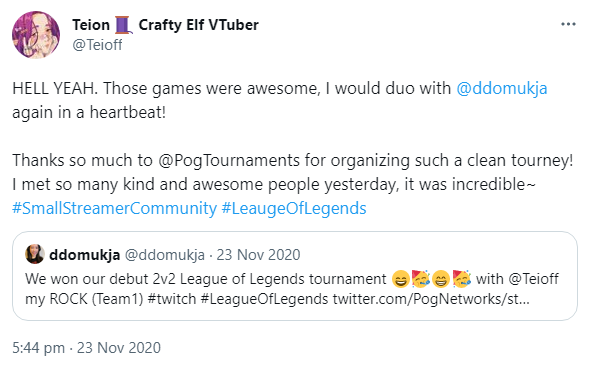 Teion 🧵 Crafty Elf VTuber
@Teioff
HELL YEAH. Those games were awesome, I would duo with @ddomukja
again in a heartbeat!
Thanks so much to @PogTournaments for organizing such a clean tourney!
I met so many kind and awesome people yesterday, it was incredible~
#SmallStreamerCommunity #LeaugeOfLegends
ddomukja @ddomukja · 23 Nov 2020
We won our debut 2v2 League of Legends tournament 😄🥳😁🥳 with @Teioff
my ROCK (Team1) #twitch #LeagueOfLegends twitter.com/PogNetworks/st...
5:44 pm · 23 Nov 2020